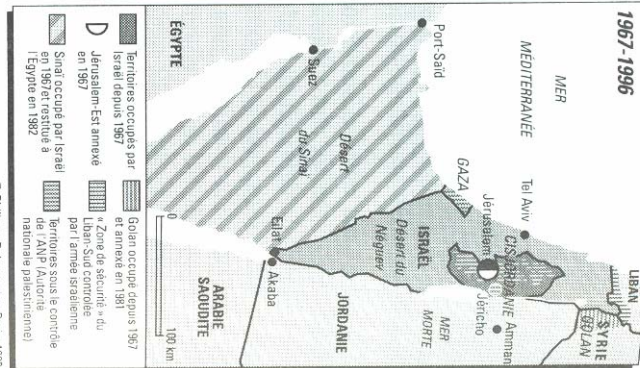 1967-1996
MER
MÉDITERRANÉE
Port-Saïd
Suez
ÉGYPTE
Désert
du Sinaï
GAZA
Tel Aviv
Jérusalem
CISJORDANIE
ISRAËL
Désert du
Néguev
Eilat
Akaba
LIBAN
SYRIE
GOLAN
Amman
Jéricho
MER
MORTE
JORDANIE
ARABIE
SAOUDITE
0
100 km
Territoires occupés par
Israël depuis 1967
Jérusalem-Est annexé
en 1967
Sinaï occupé par Israël
en 1967 et restitué à
l'Égypte en 1982
Golan occupé depuis 1967
et annexé en 1981
« Zone de sécurité » du
Liban-Sud contrôlée
par l'armée israélienne
Territoires sous le contrôle
de l'ANP (Autorité
nationale palestinienne)